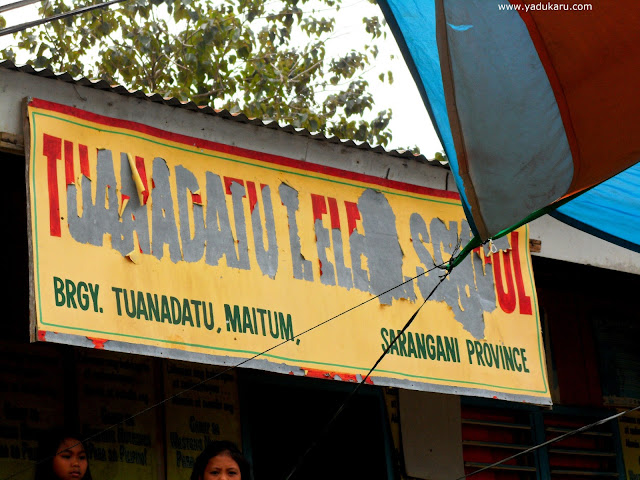 www.yadukaru.com
TUANADATU ELEM SCHOOL
BRGY. TUANADATU, MAITUM,
SARANGANI PROVINCE